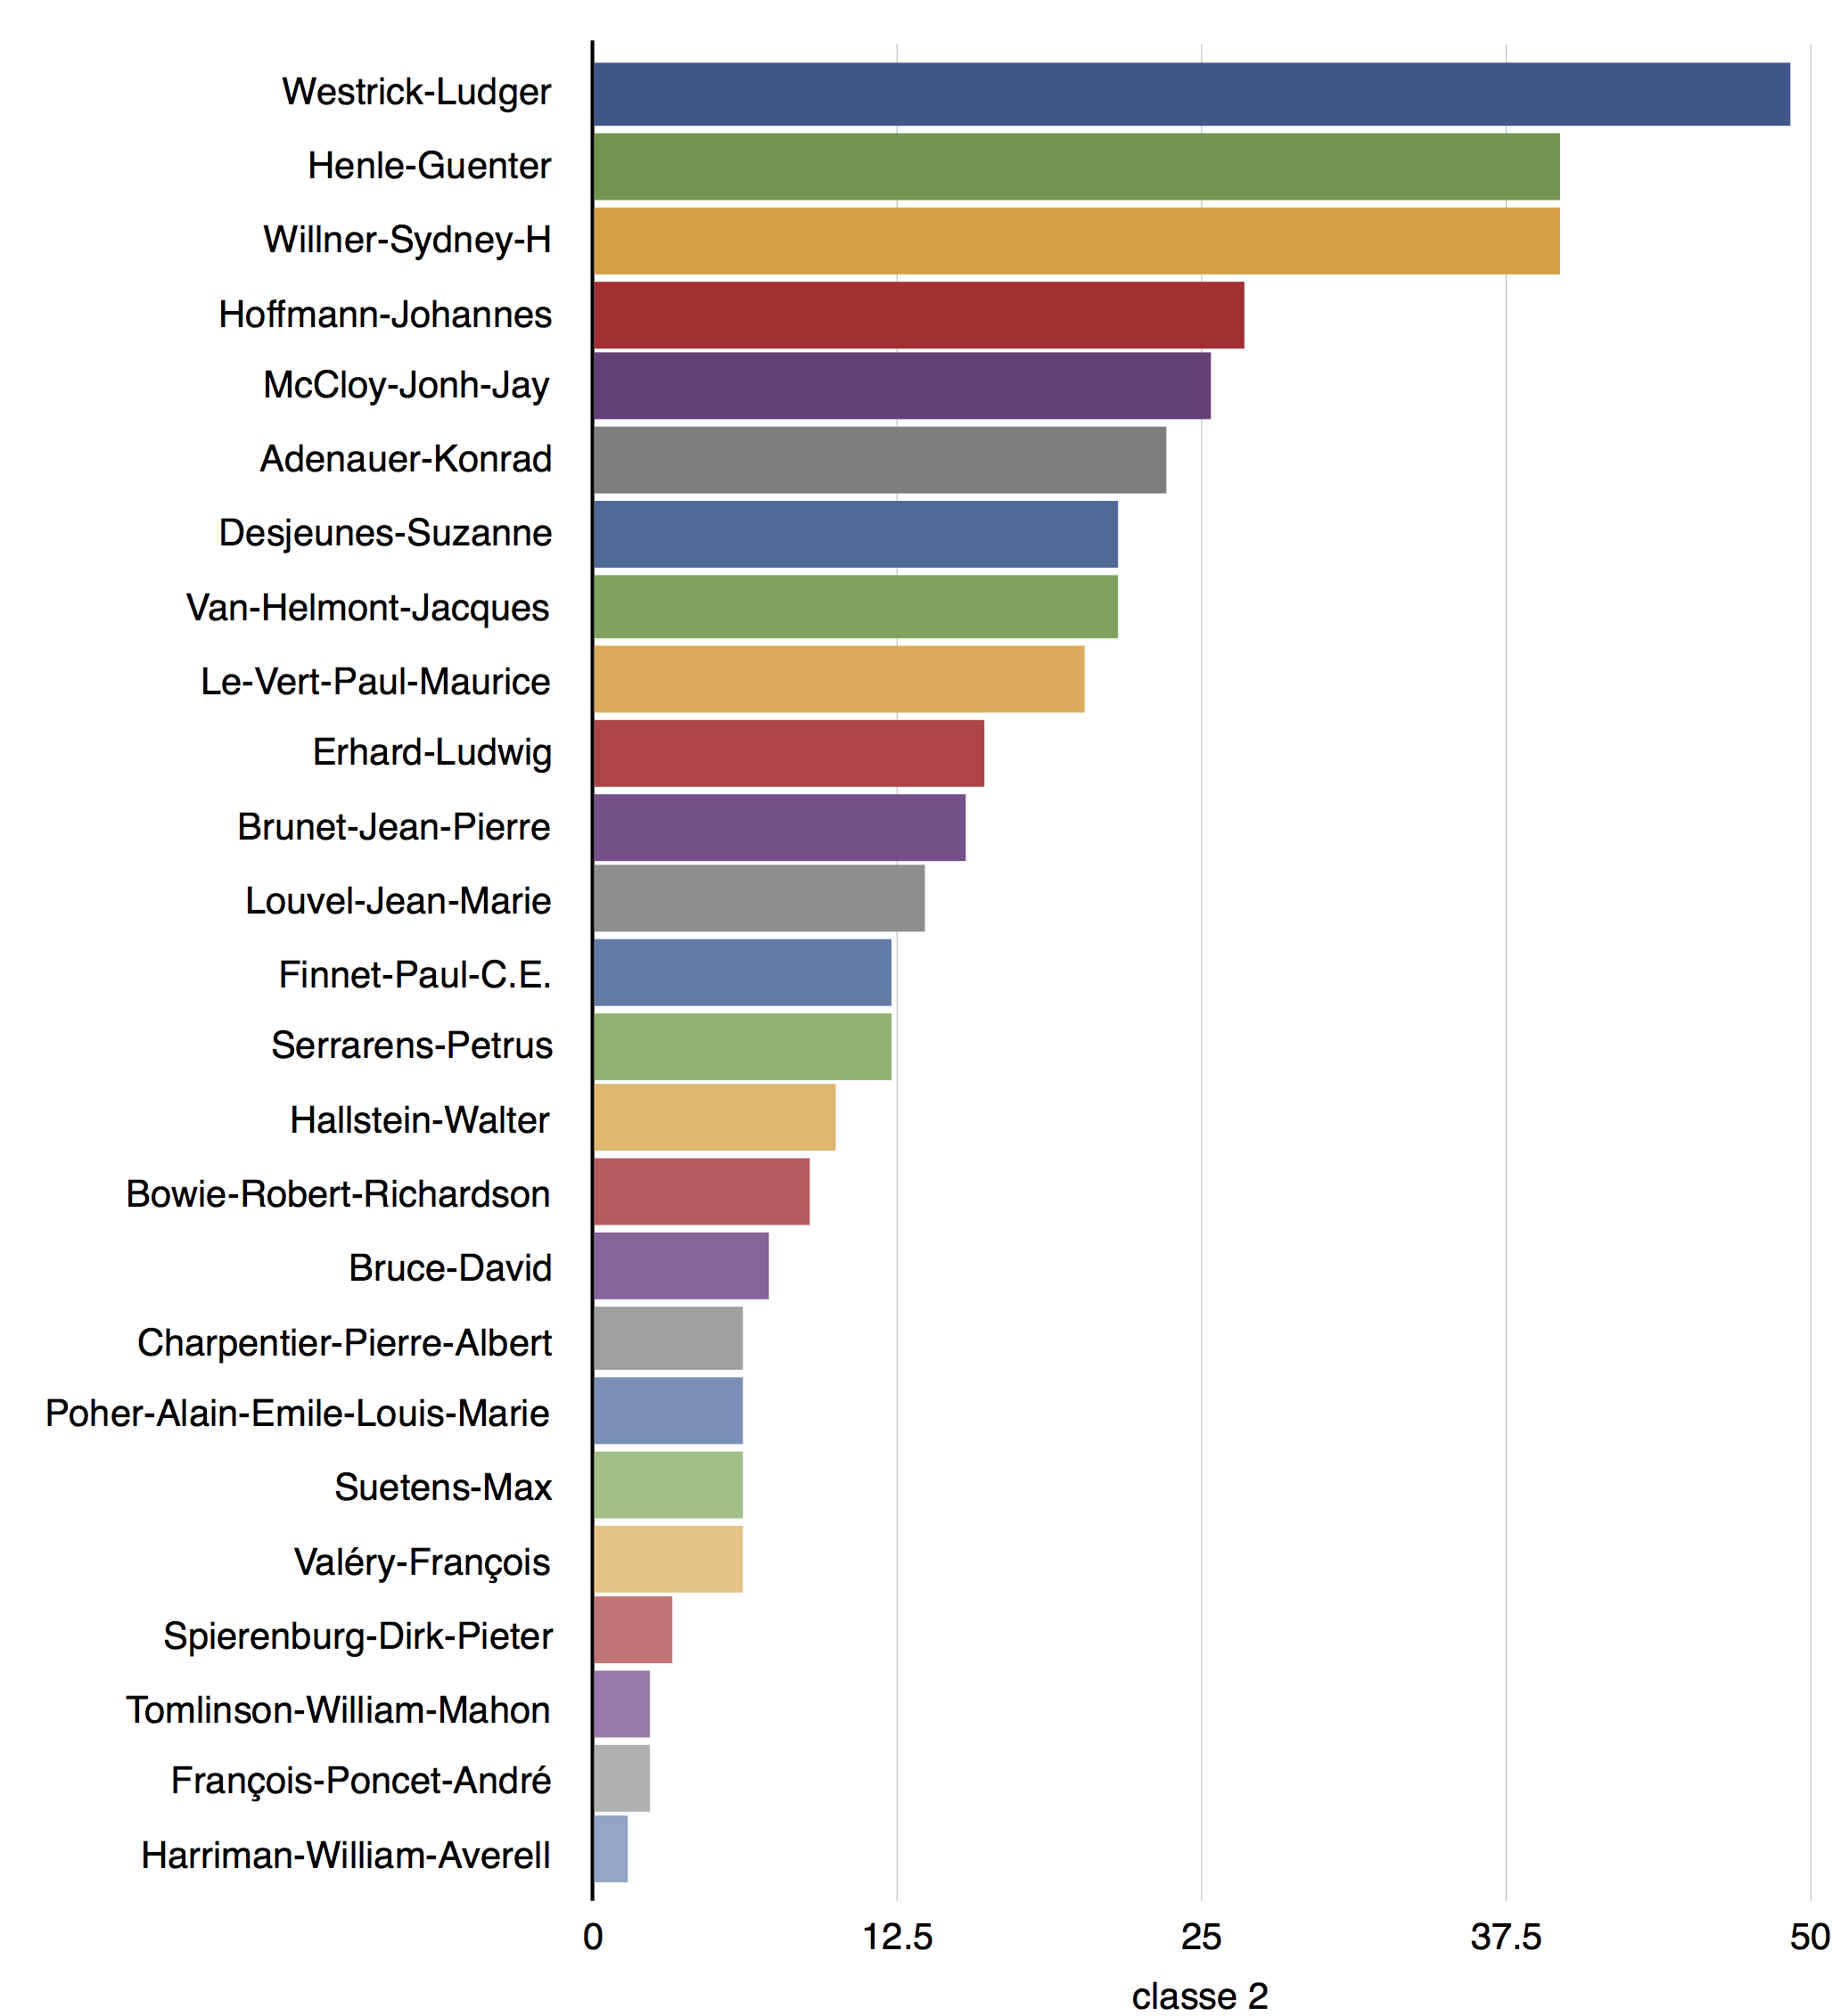 Westrick-Ludger
Henle-Guenter
Willner-Sydney-H
Hoffmann-Johannes
McCloy-Jonh-Jay
Adenauer-Konrad
Desjeunes-Suzanne
Van-Helmont-Jacques
Le-Vert-Paul-Maurice
Erhard-Ludwig
Brunet-Jean-Pierre
Louvel-Jean-Marie
Finnet-Paul-C.E.
Serrarens-Petrus
Hallstein-Walter
Bowie-Robert-Richardson
Bruce-David
Charpentier-Pierre-Albert
Poher-Alain-Emile-Louis-Marie
Suetens-Max
Valéry-François
Spierenburg-Dirk-Pieter
Tomlinson-William-Mahon
François-Poncet-André
Harriman-William-Averell
0 12.5 25 37.5 50
classe 2